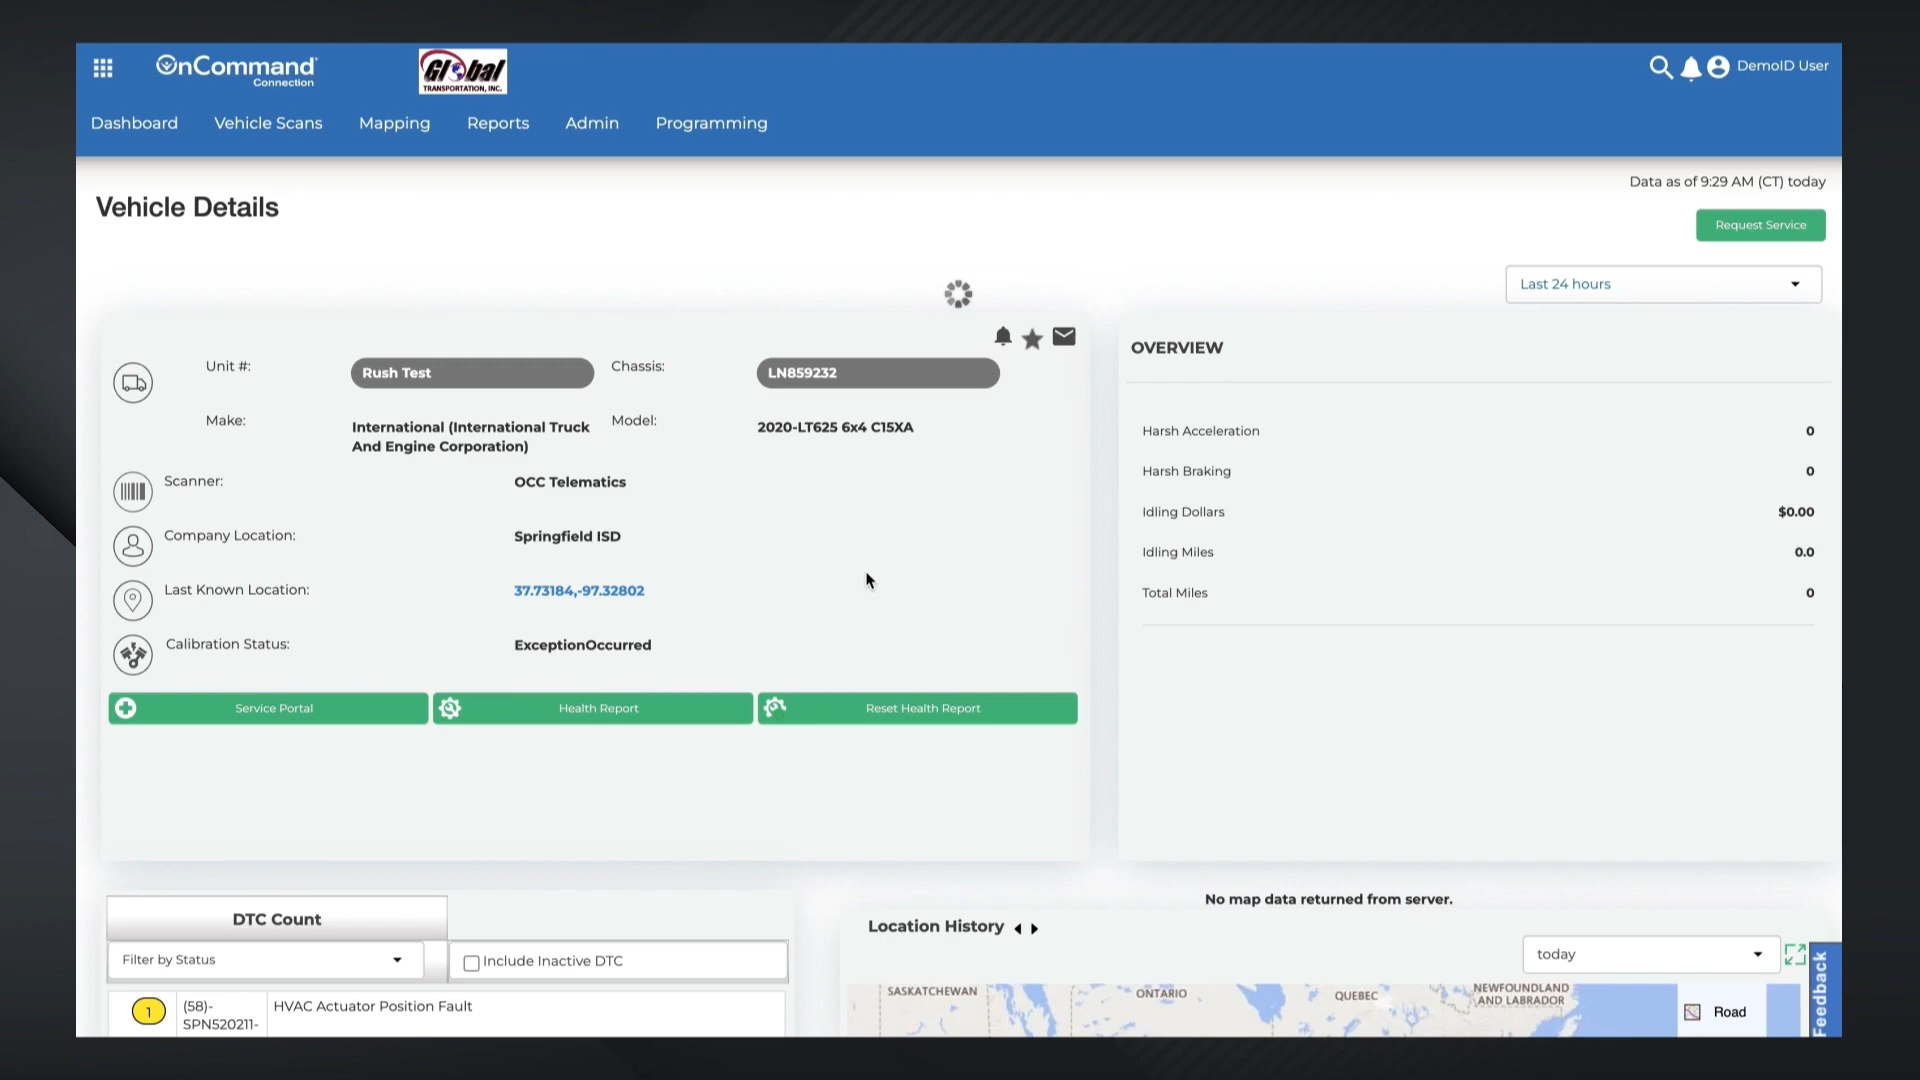 OnCommand
Connection
Global
TRANSPORTATION, INC.
DemoID User
Dashboard
Vehicle Scans
Mapping
Reports
Admin
Programming
Data as of 9:29 AM (CT) today
Vehicle Details
Request Service
Last 24 hours
Unit #:
Rush Test
Chassis:
LN859232
Make:
International (International Truck
And Engine Corporation)
Model:
2020-LT625 6x4 C15XA
Scanner:
OCC Telematics
Company Location:
Springfield ISD
Last Known Location:
37.73184,-97.32802
Calibration Status:
ExceptionOccurred
Service Portal
Health Report
Reset Health Report
OVERVIEW
Harsh Acceleration
0
Harsh Braking
0
Idling Dollars
$0.00
Idling Miles
0.0
Total Miles
0
DTC Count
Filter by Status
Include Inactive DTC
1
(58)-
SPN520211-
HVAC Actuator Position Fault
No map data returned from server.
Location History
today
SASKATCHEWAN
ONTARIO
QUEBEC
NEWFOUNDLAND
AND LABRADOR
Road
Feedback